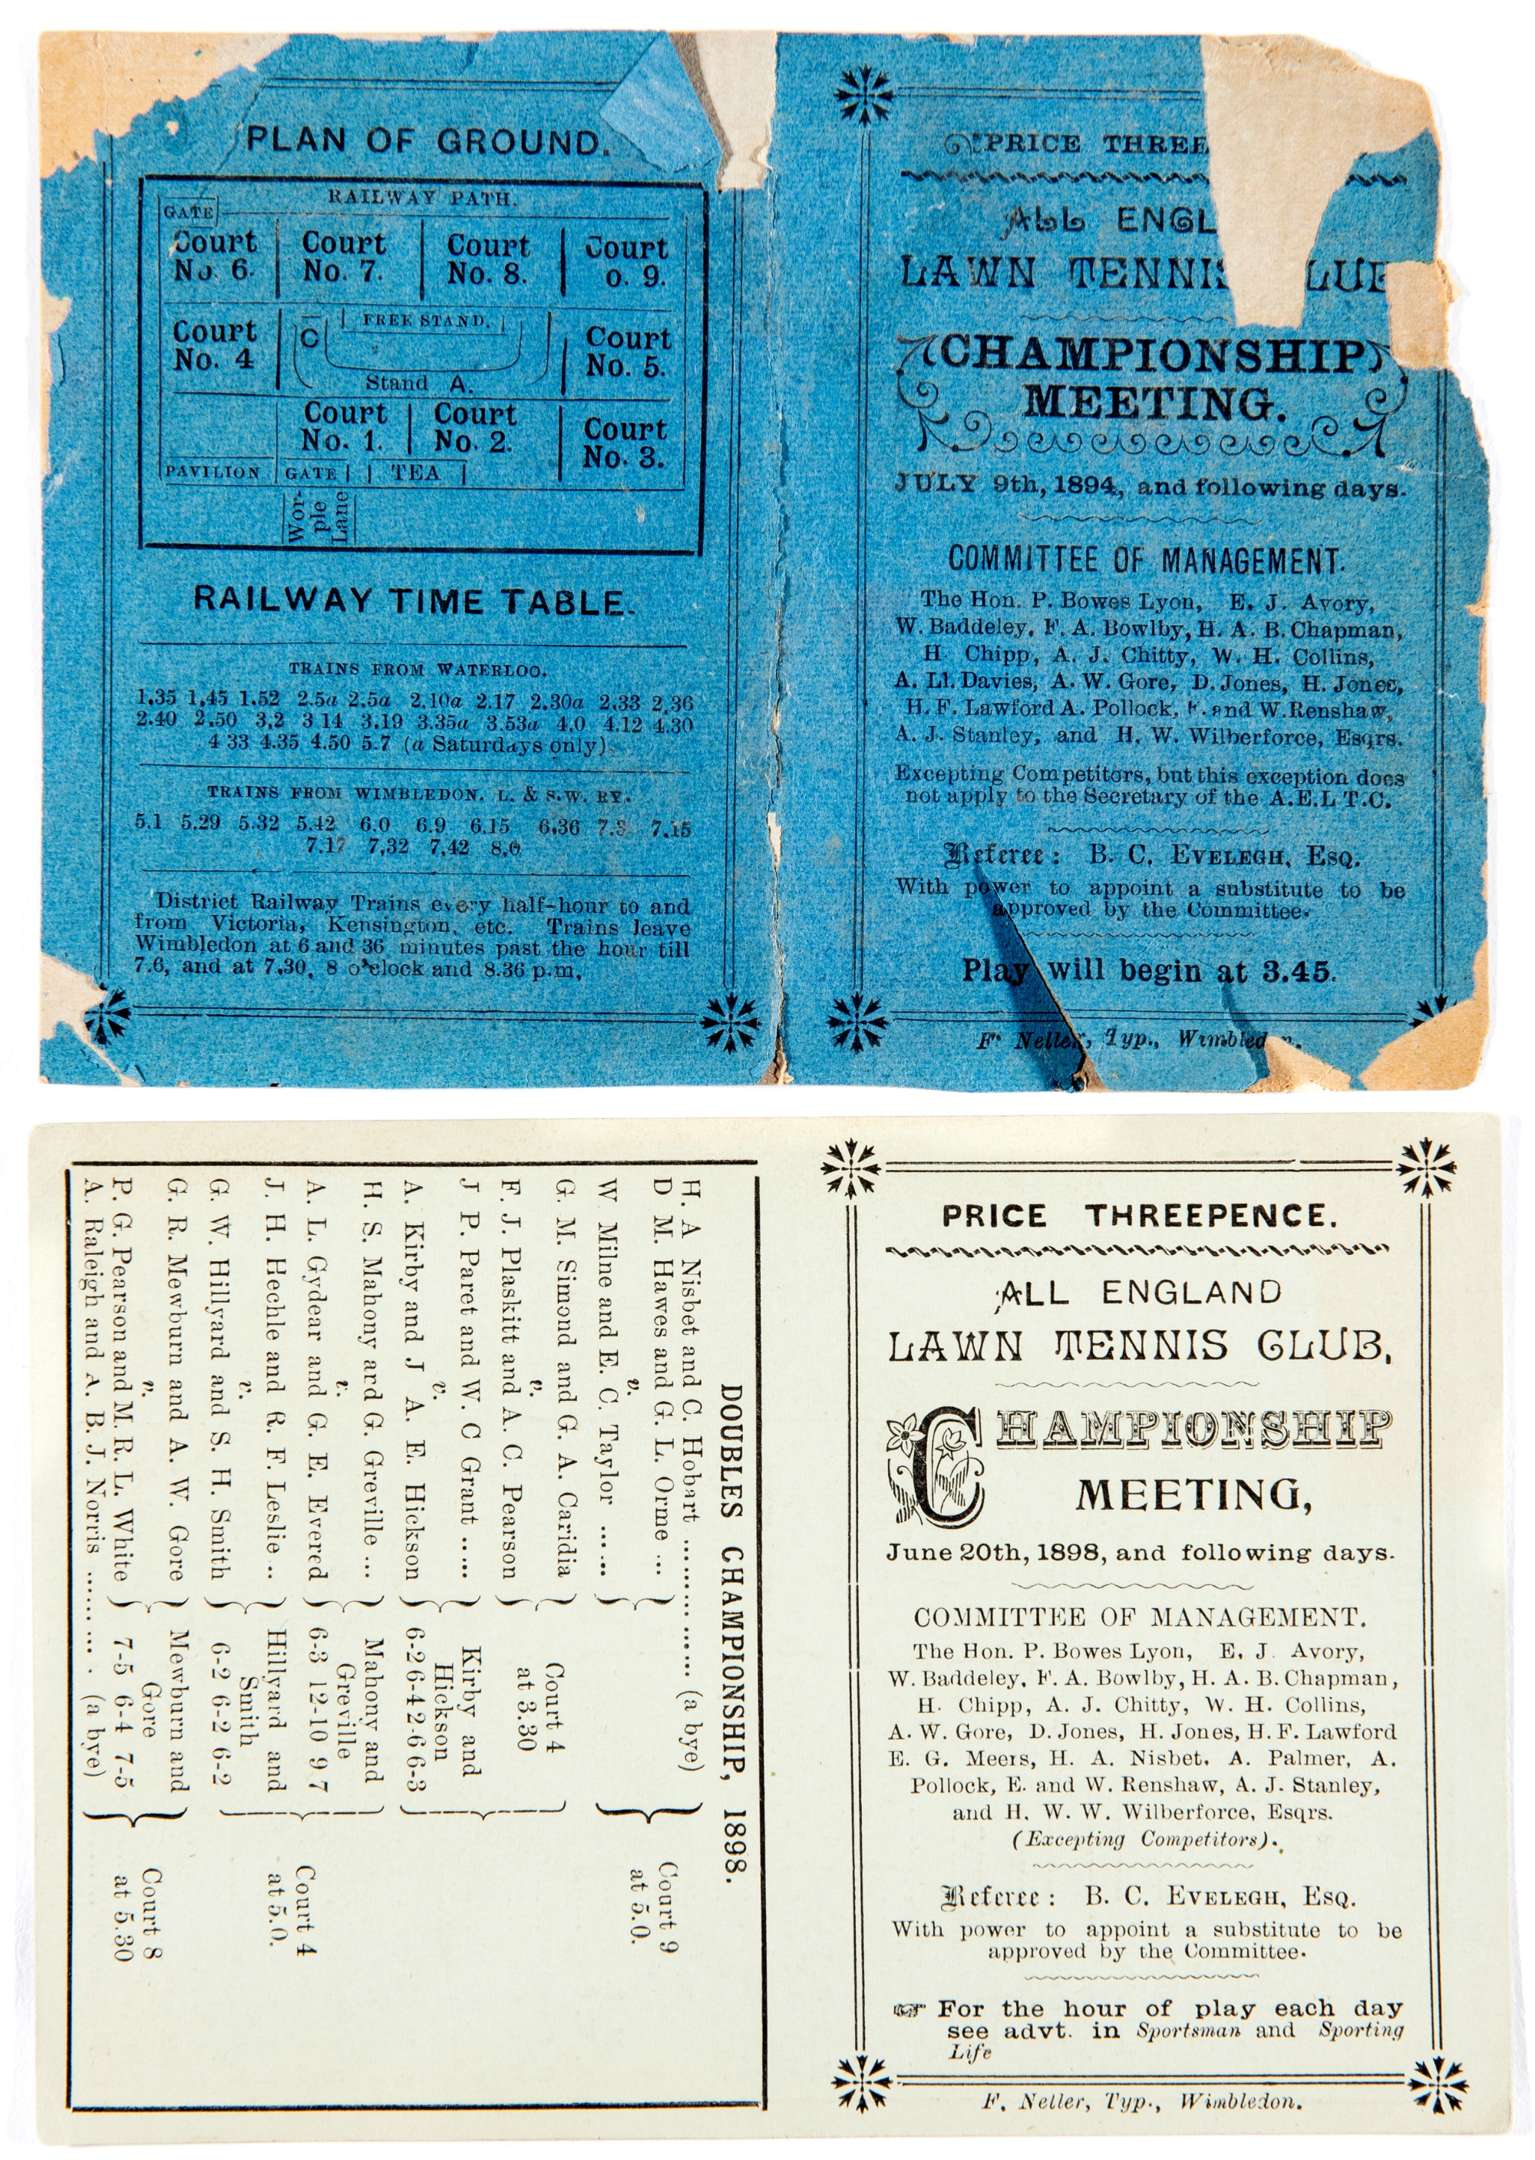 PLAN OF GROUND.
RAILWAY PATH.
GATE
Court No. 6.
Court No. 7.
Court No. 8.
Court o. 9.
Court No. 4
C
FREE STAND.
Stand A.
Court No. 5.
Court No. 1.
Court No. 2.
Court No. 3.
PAVILION
GATE
TEA
Wor-
ple
Lane
RAILWAY TIME TABLE.
TRAINS FROM WATERLOO.
1.35 1.45 1.52 2.5a 2.5a 2.10a 2.17 2.30a 2.33 2.36
2.40 2.50 3.2 3 14 3.19 3.35a 3.53a 4.0 4.12 4.30
4 33 4.35 4.50 5.7 (a Saturdays only)
TRAINS FROM WIMBLEDON. L. & S.W. RY.
5.1 5.29 5.32 5.42 6.0 6.9 6.15 6.36 7.3 7.15
7.17 7.32 7.42 8.0
District Railway Trains every half-hour to and
from Victoria, Kensington, etc. Trains leave
Wimbledon at 6 and 36 minutes past the hour till
7.6, and at 7.30, 8 o'clock and 8.36 p.m.
PRICE THREE
ALL ENGL
LAWN TENNIS LUB
CHAMPIONSHIP
MEETING.
JULY 9th, 1894, and following days.
COMMITTEE OF MANAGEMENT.
The Hon. P. Bowes Lyon, E. J. Avory,
W. Baddeley, F. A. Bowlby, H. A. B. Chapman,
H Chipp, A. J. Chitty, W. H. Collins,
A. Ll. Davies, A. W. Gore, D. Jones, H. Jones,
H. F. Lawford A. Pollock, E. and W. Renshaw,
A. J. Stanley, and H. W. Wilberforce, Esqrs.
Excepting Competitors, but this exception does
not apply to the Secretary of the A.E.L T.C.
Referee: B. C. EVELEGH, ESQ.
With power to appoint a substitute to be
approved by the Committee.
Play will begin at 3.45.
F. Neller, Typ., Wimbledon.
DOUBLES CHAMPIONSHIP, 1898.
H. A Nisbet and C. Hobart ............... (a bye)
D M. Hawes and G. L. Orme ...
v.
W Milne and E. C. Taylor ......
Court 9
at 5.0.
G M. Simond and G. A. Caridia
v.
F. J. Plaskitt and A. C. Pearson
Court 4
at 3.30
J P. Paret and W. C Grant .....
v.
A. Kirby and J A. E. Hickson
Kirby and
Hickson
6-2 6-4 2-6 6-3
H. S. Mahony ard G. Greville ...
v.
A. L. Gydear and G. E. Evered
Mahony and
Greville
6-3 12-10 9 7
J. H. Hechle and R. F. Leslie ..
v.
G. W. Hillyard and S. H. Smith
Hillyard and
Smith
6-2 6-2 6-2
Court 4
at 5.0.
G. R. Mewburn and A. W. Gore
v.
P. G. Pearson and M. R. L. White
Mewburn and
Gore
7-5 6-4 7-5
A. Raleigh and A. B. J. Norris ......... (a bye)
Court 8
at 5.30
PRICE THREEPENCE.
ALL ENGLAND
LAWN TENNIS CLUB,
CHAMPIONSHIP
MEETING,
June 20th, 1898, and following days.
COMMITTEE OF MANAGEMENT.
The Hon. P. Bowes Lyon, E. J. Avory,
W. Baddeley, F. A. Bowlby, H. A. B. Chapman,
H. Chipp, A. J. Chitty, W. H. Collins,
A. W. Gore, D. Jones, H. Jones, H. F. Lawford
E. G. Meers, H. A. Nisbet. A. Palmer, A.
Pollock, E. and W. Renshaw, A. J. Stanley,
and H. W. W. Wilberforce, Esqrs.
(Excepting Competitors).
Referee: B. C. EVELEGH, ESQ.
With power to appoint a substitute to be
approved by the Committee.
For the hour of play each day
see advt. in Sportsman and Sporting
Life
F. Neller, Typ., Wimbledon.